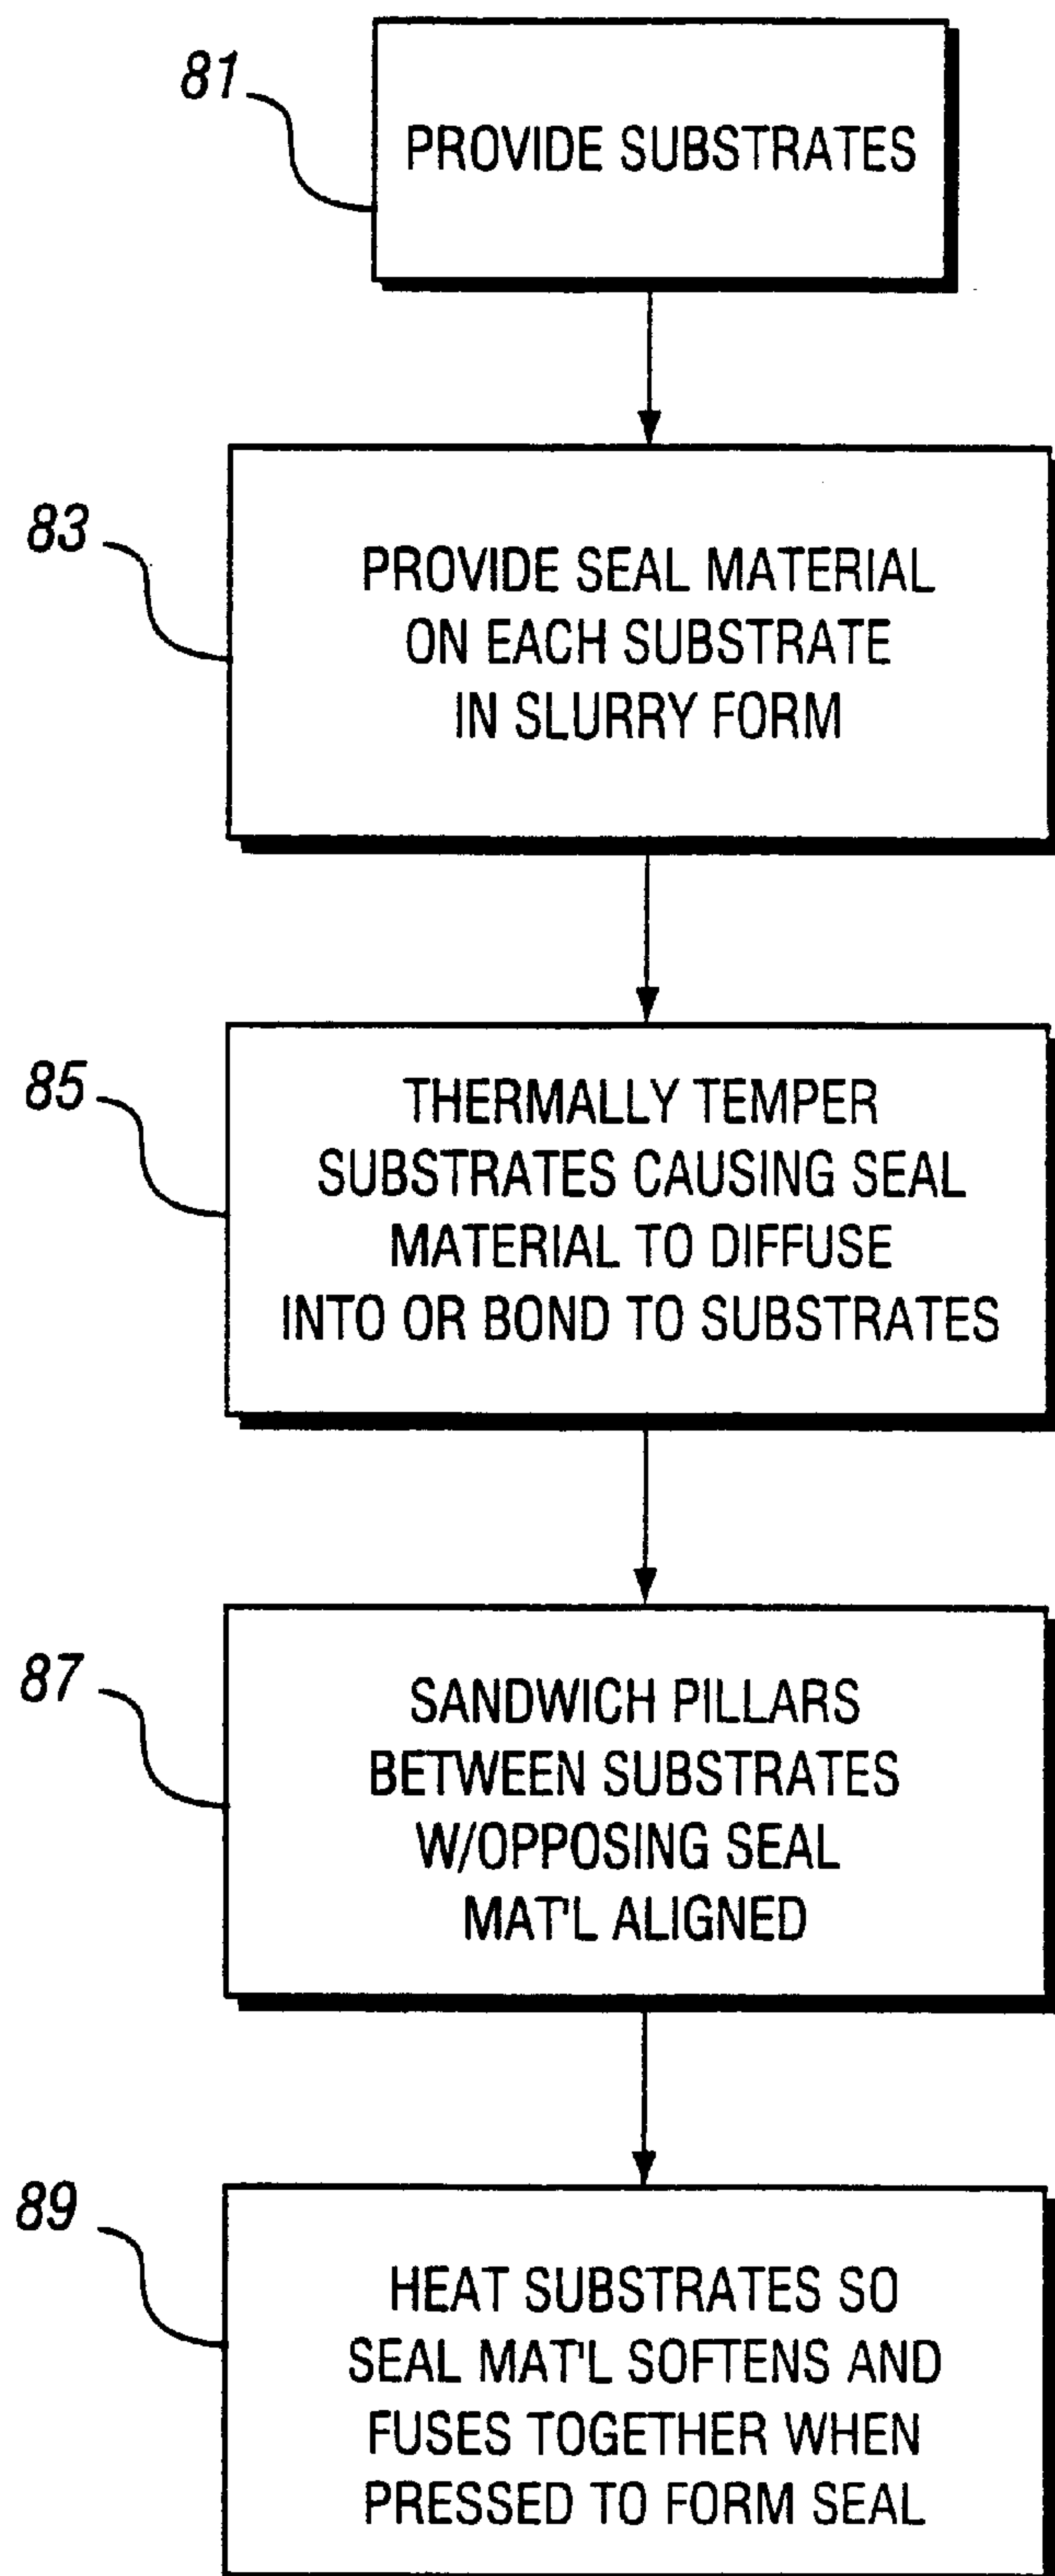 81
PROVIDE SUBSTRATES
83
PROVIDE SEAL MATERIAL
ON EACH SUBSTRATE
IN SLURRY FORM
85
THERMALLY TEMPER
SUBSTRATES CAUSING SEAL
MATERIAL TO DIFFUSE
INTO OR BOND TO SUBSTRATES
87
SANDWICH PILLARS
BETWEEN SUBSTRATES
W/OPPOSING SEAL
MAT'L ALIGNED
89
HEAT SUBSTRATES SO
SEAL MAT'L SOFTENS AND
FUSES TOGETHER WHEN
PRESSED TO FORM SEAL